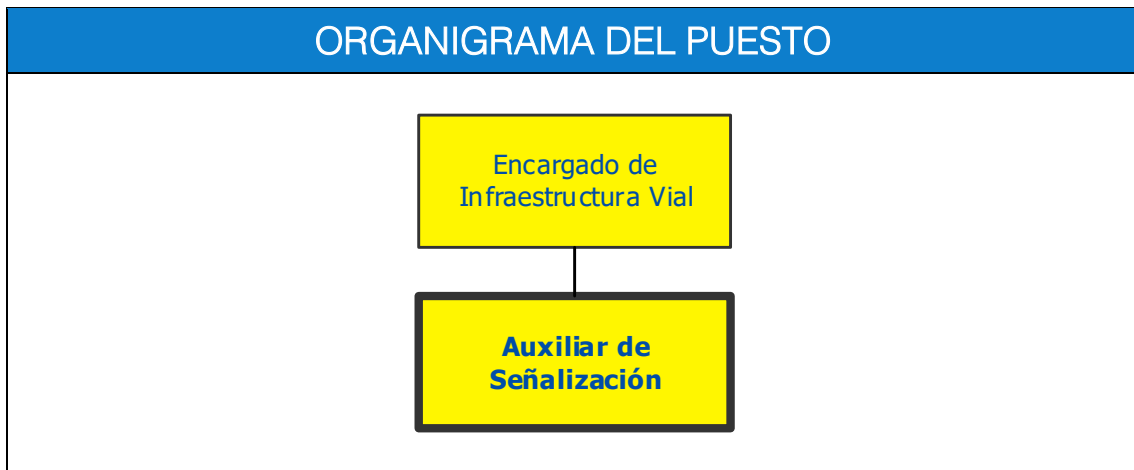 ORGANIGRAMA DEL PUESTO
Encargado de
Infraestructura Vial
Auxiliar de
Señalización